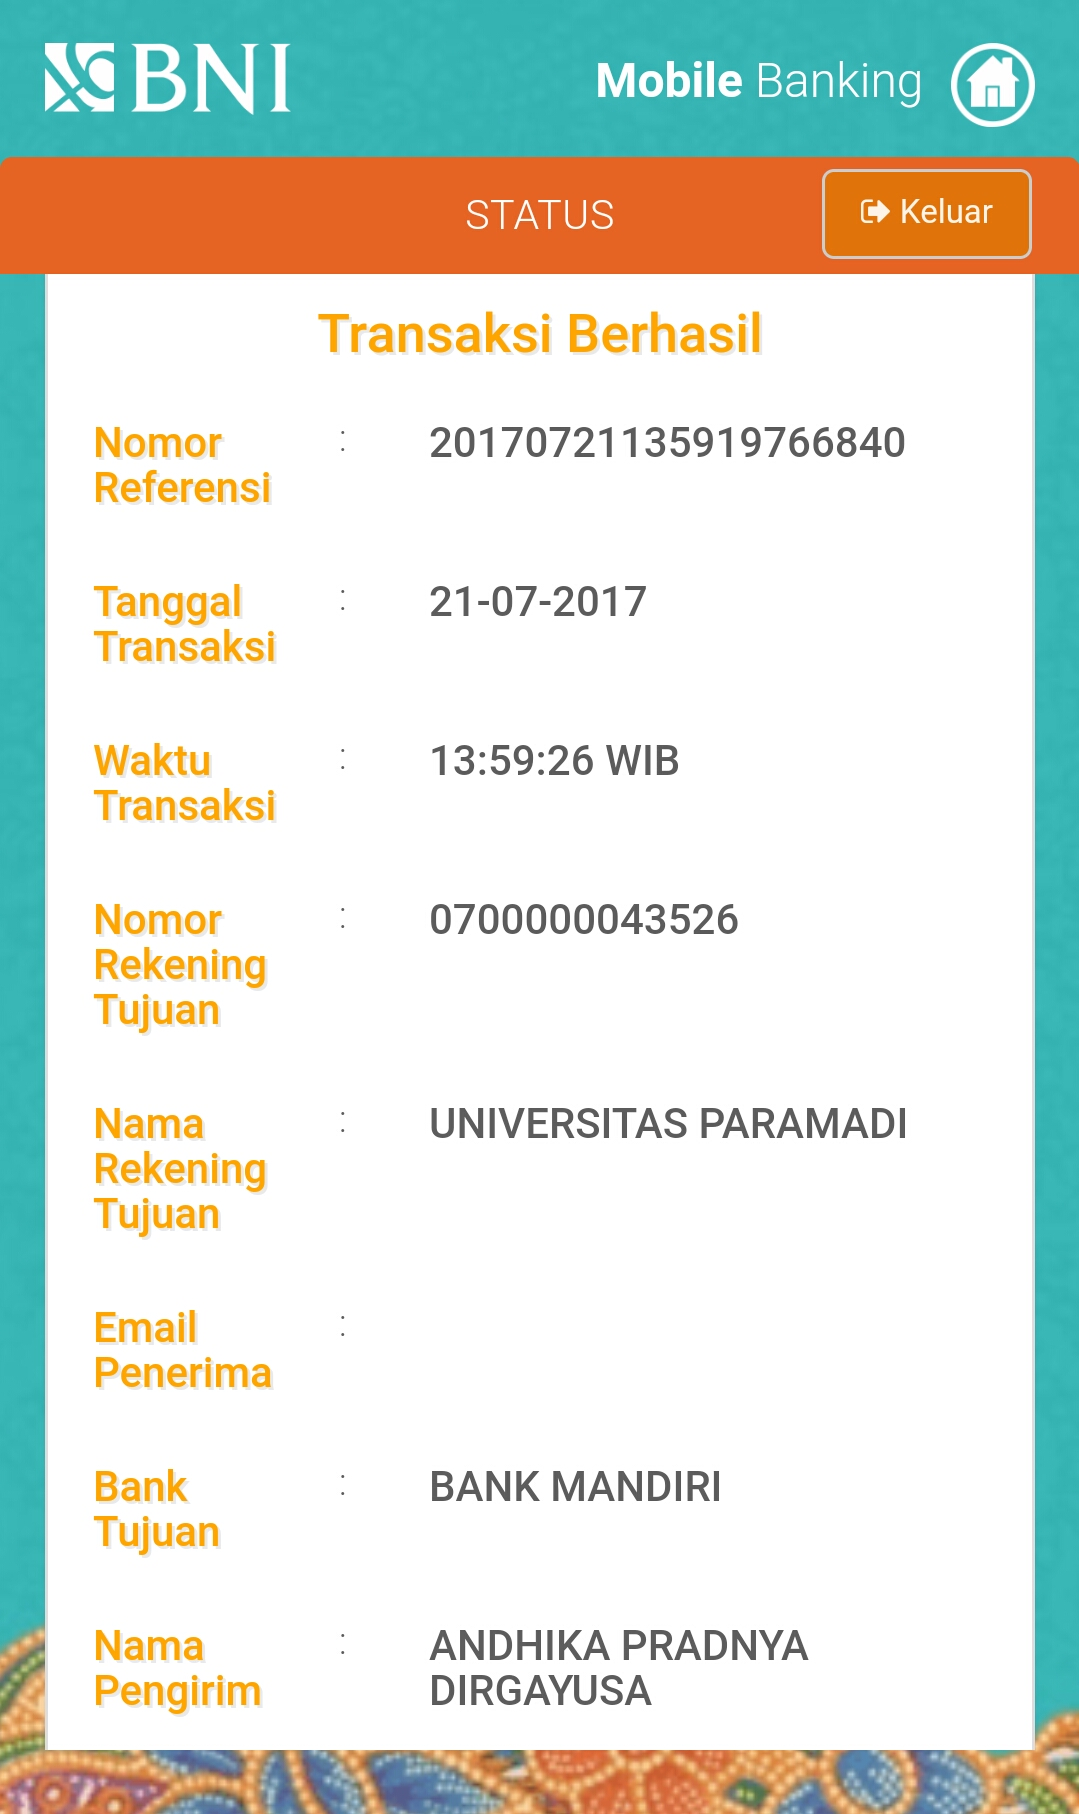 BNI
Mobile Banking
STATUS
Keluar
Transaksi Berhasil
Nomor Referensi : 20170721135919766840
Tanggal Transaksi : 21-07-2017
Waktu Transaksi : 13:59:26 WIB
Nomor Rekening Tujuan : 0700000043526
Nama Rekening Tujuan : UNIVERSITAS PARAMADI
Email Penerima :
Bank Tujuan : BANK MANDIRI
Nama Pengirim : ANDHIKA PRADNYA DIRGAYUSA